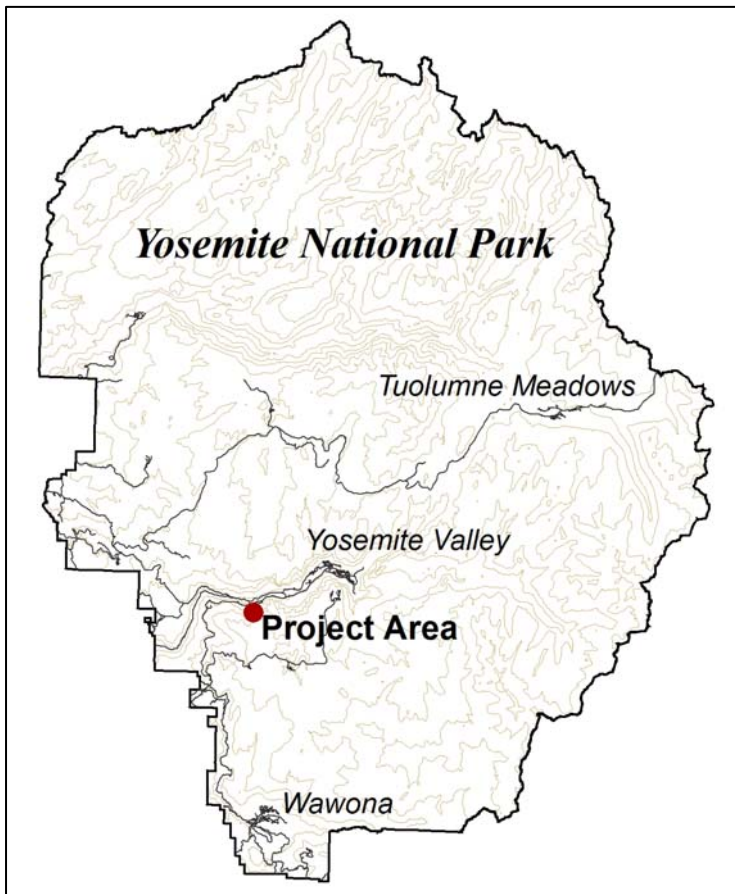 Yosemite National Park
Tuolumne Meadows
Yosemite Valley
Project Area
Wawona